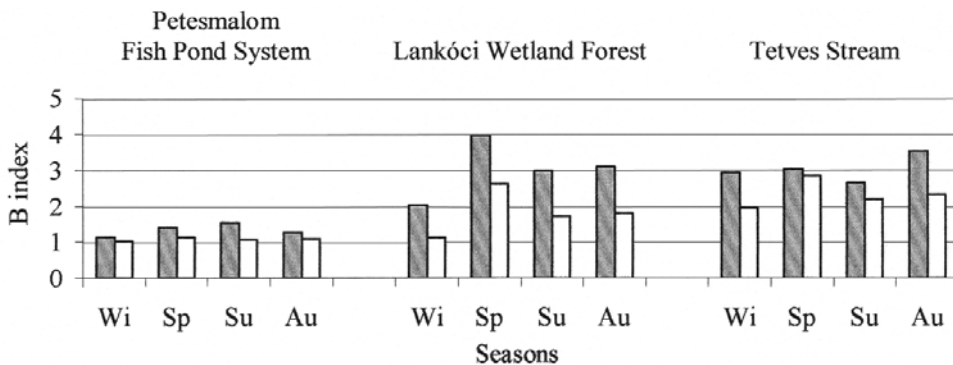 Petesmalom
Fish Pond System
Lankóci Wetland Forest
Tetves Stream
B index
5
4
3
2
1
0
Wi Sp Su Au Wi Sp Su Au Wi Sp Su Au
Seasons